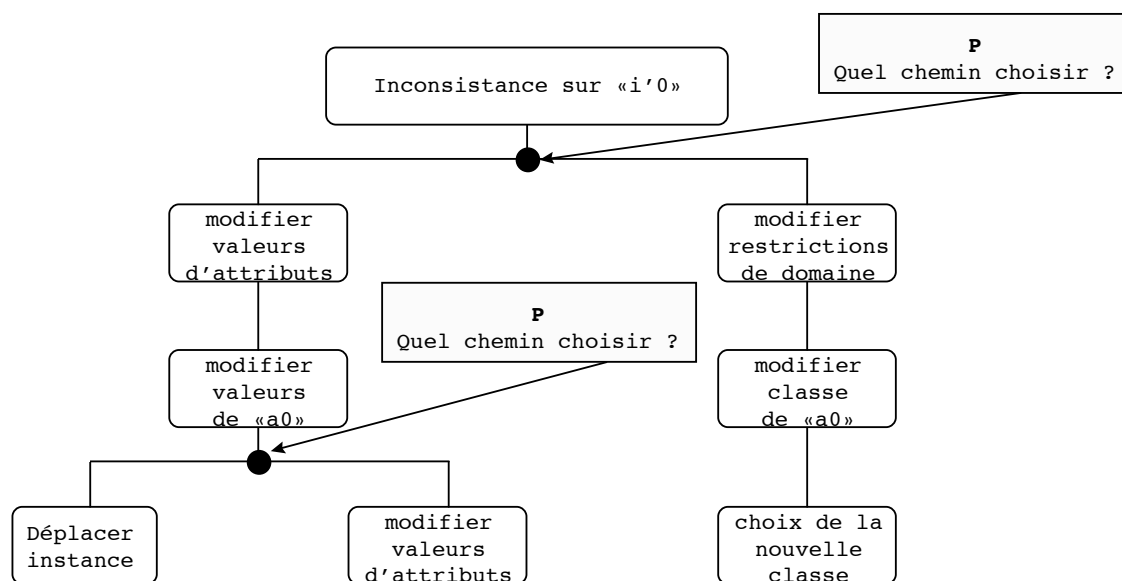 P
Quel chemin choisir ?
Inconsistance sur «i’0»
modifier
valeurs
d’attributs
modifier
restrictions
de domaine
P
Quel chemin choisir ?
modifier
valeurs
de «a0»
modifier
classe
de «a0»
Déplacer
instance
modifier
valeurs
d’attributs
choix de la
nouvelle
classe